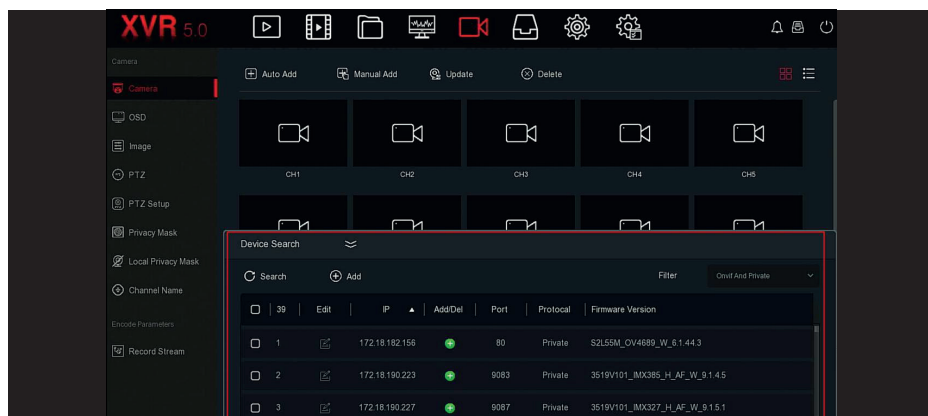 XVR 5.0
Camera
Auto Add Manual Add Update Delete
Camera
OSD
Image
CH1 CH2 CH3 CH4 CH5
PTZ
PTZ Setup
Privacy Mask
Device Search
Local Privacy Mask
Search Add Filter Onvif And Private
Channel Name
39 Edit IP Add/Del Port Protocal Firmware Version
Encode Parameters
1 172.18.182.156 80 Private S2L55M_OV4689_W_6.1.44.3
Record Stream
2 172.18.190.223 9083 Private 3519V101_IMX385_H_AF_W_9.1.4.5
3 172.18.190.227 9087 Private 3519V101_IMX327_H_AF_W_9.1.5.1